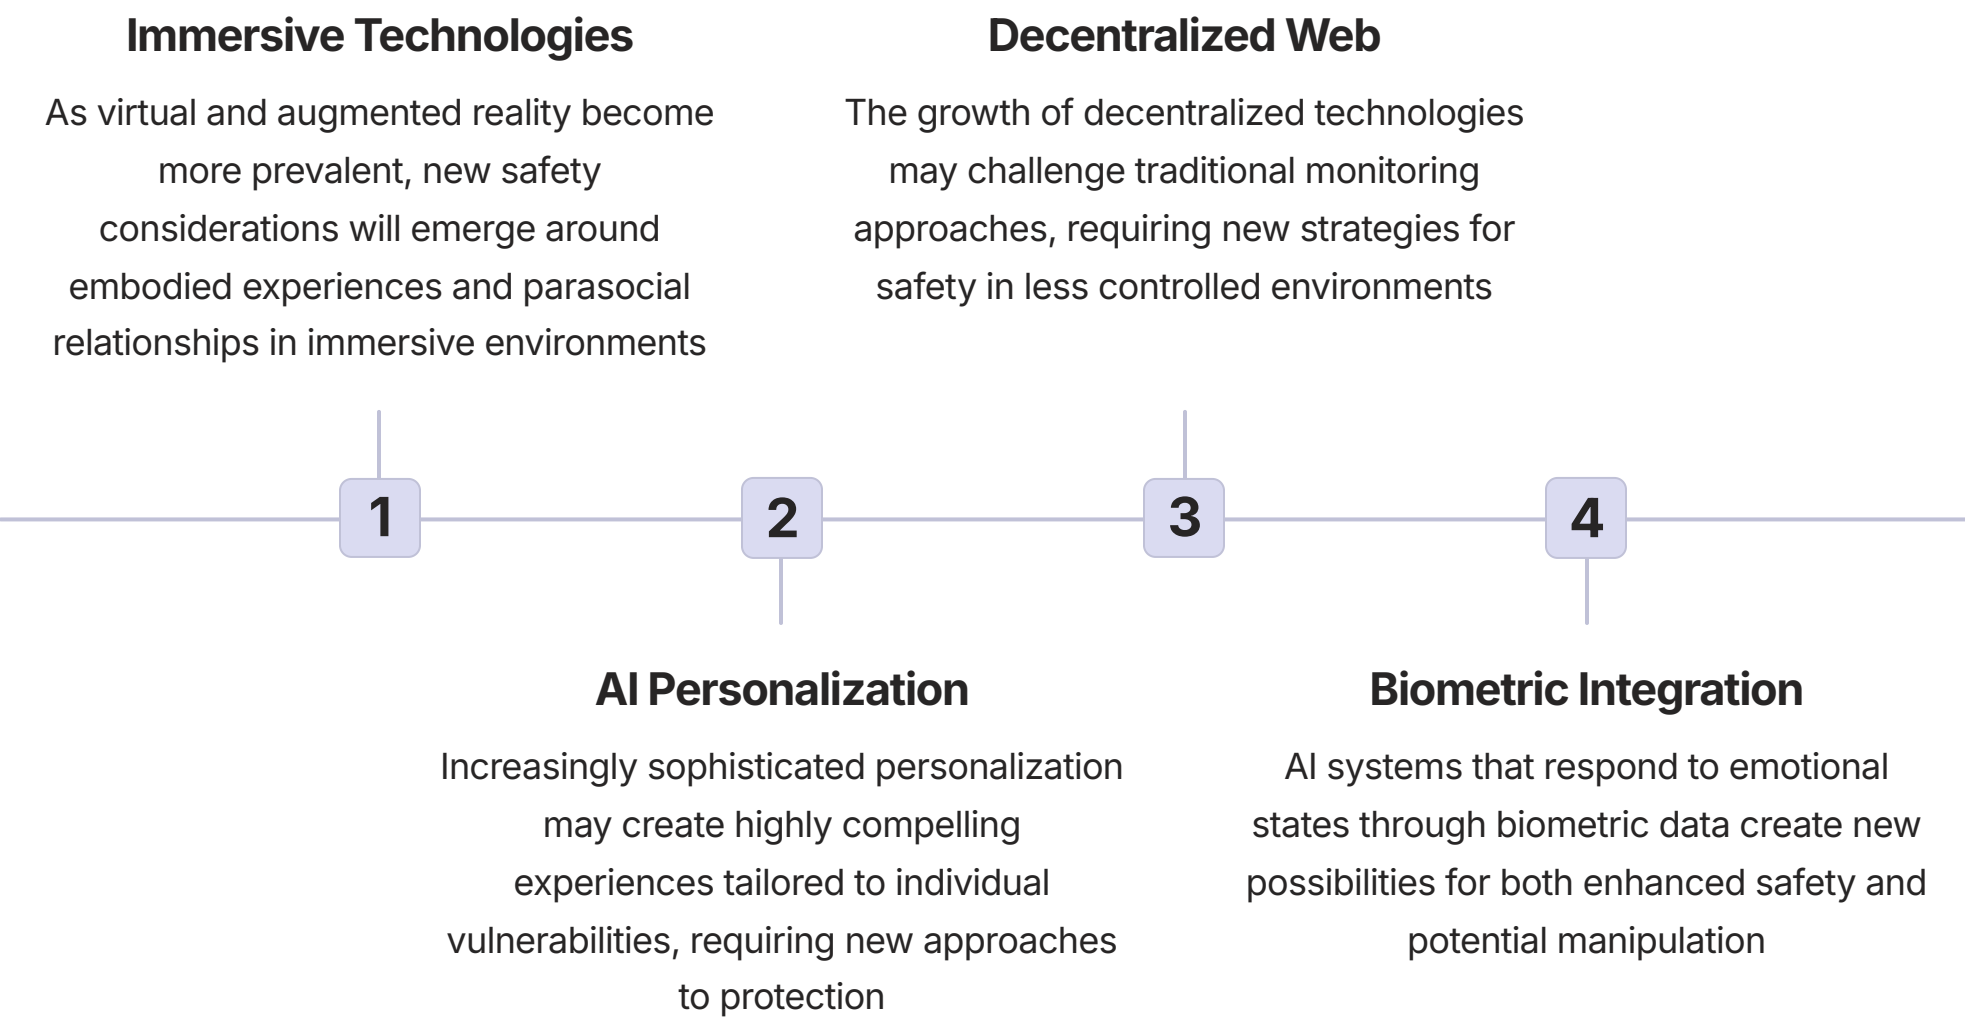 Immersive Technologies
As virtual and augmented reality become
more prevalent, new safety
considerations will emerge around
embodied experiences and parasocial
relationships in immersive environments
Decentralized Web
The growth of decentralized technologies
may challenge traditional monitoring
approaches, requiring new strategies for
safety in less controlled environments
1
2
3
4
AI Personalization
Increasingly sophisticated personalization
may create highly compelling
experiences tailored to individual
vulnerabilities, requiring new approaches
to protection
Biometric Integration
AI systems that respond to emotional
states through biometric data create new
possibilities for both enhanced safety and
potential manipulation